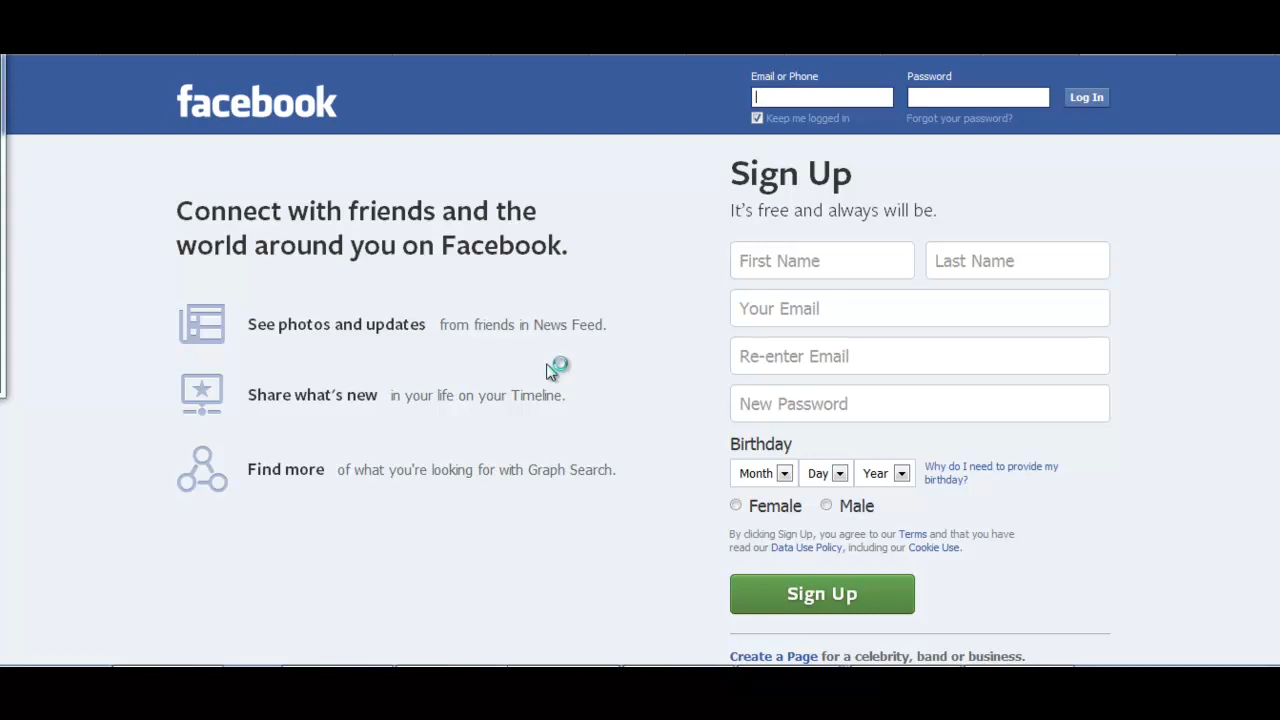 facebook
Email or Phone
Password
Log In
Keep me logged in
Forgot your password?
Connect with friends and the
world around you on Facebook.
See photos and updates from friends in News Feed.
Share what's new in your life on your Timeline.
Find more of what you're looking for with Graph Search.
Sign Up
It's free and always will be.
First Name
Last Name
Your Email
Re-enter Email
New Password
Birthday
Month
Day
Year
Why do I need to provide my
birthday?
Female
Male
By clicking Sign Up, you agree to our Terms and that you have
read our Data Use Policy, including our Cookie Use.
Sign Up
Create a Page for a celebrity, band or business.